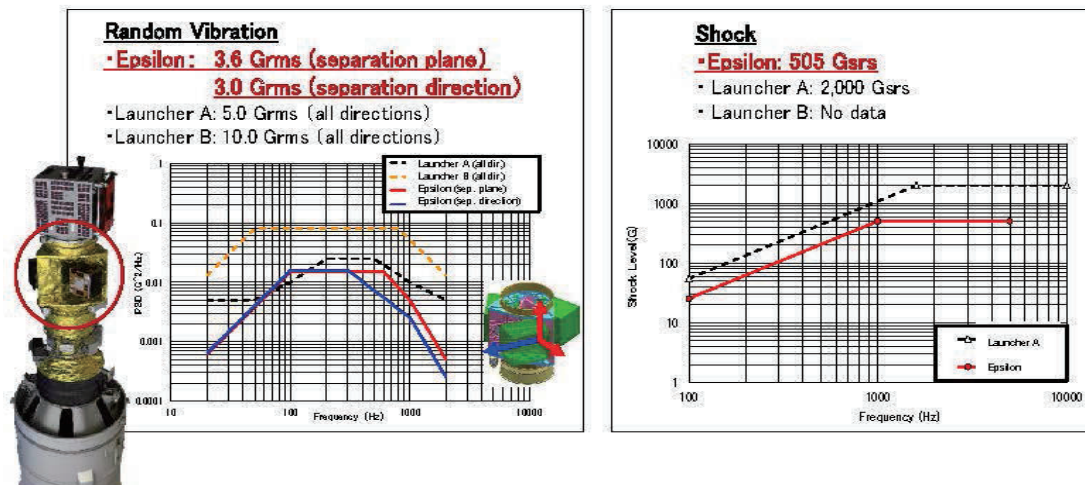 Random Vibration
・Epsilon: 3.6 Grms (separation plane)
3.0 Grms (separation direction)
・Launcher A: 5.0 Grms (all directions)
・Launcher B: 10.0 Grms (all directions)
Launcher A (all dir.)
Launcher B (all dir.)
Epsilon (sep. plane)
Epsilon (sep. direction)
PSD (G^2/Hz)
1
0.1
0.01
0.001
0.0001
10
100
1000
10000
Frequency (Hz)
Shock
・Epsilon: 505 Gsrs
・Launcher A: 2,000 Gsrs
・Launcher B: No data
Shock Level(G)
10000
1000
100
10
1
Launcher A
Epsilon
100
1000
10000
Frequency (Hz)